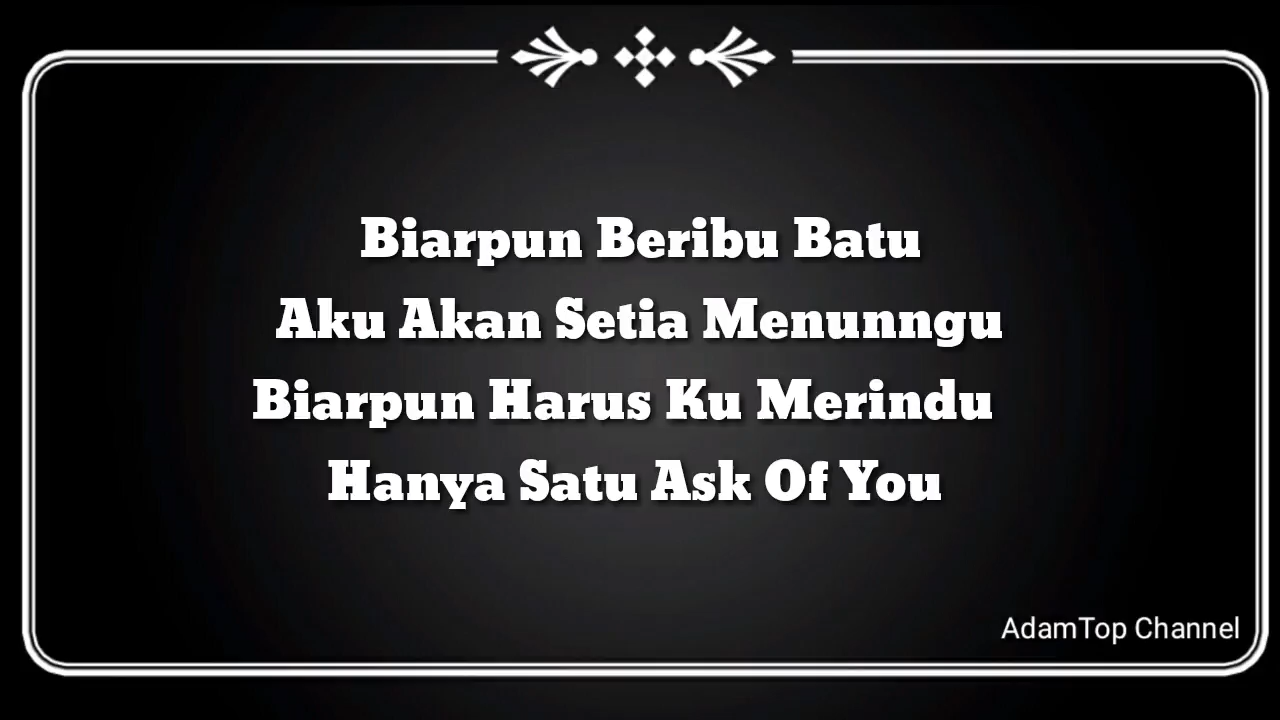 Biarpun Beribu Batu
Aku Akan Setia Menunngu
Biarpun Harus Ku Merindu
Hanya Satu Ask Of You
AdamTop Channel